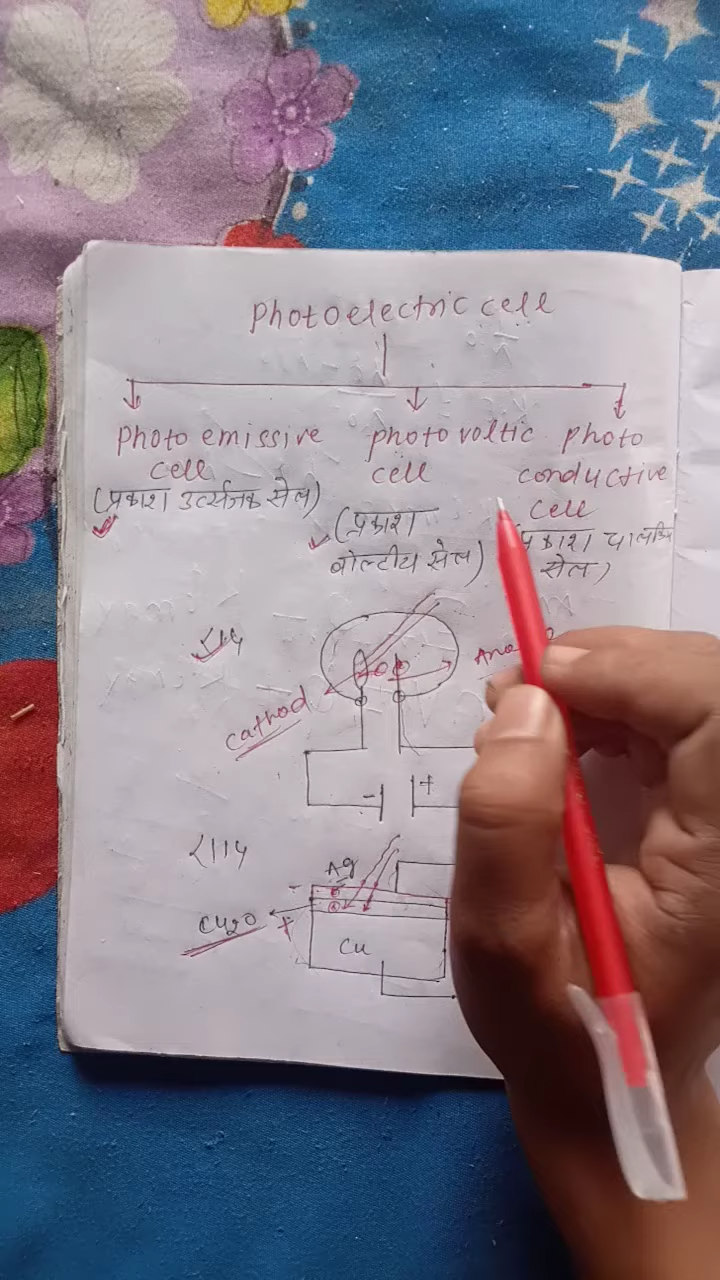 photoelectric cell
photo emissive cell
(प्रकाश उत्सर्जक सेल)
photo voltic cell
(प्रकाश
वोल्टीय सेल)
photo
conductive
cell
सेल)
cathod
-
+
Ag
-
Cu2O
+
Cu